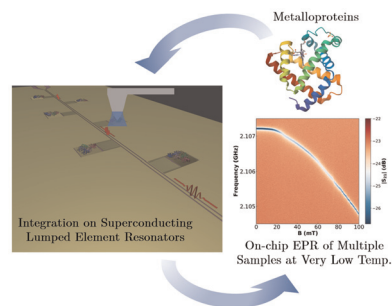 Metalloproteins
Integration on Superconducting
Lumped Element Resonators
2.107
2.106
2.105
Frequency (GHz)
0
20
40
60
80
100
B (mT)
-22
-23
-24
-25
-26
|S₂₁| (dB)
On-chip EPR of Multiple
Samples at Very Low Temp.